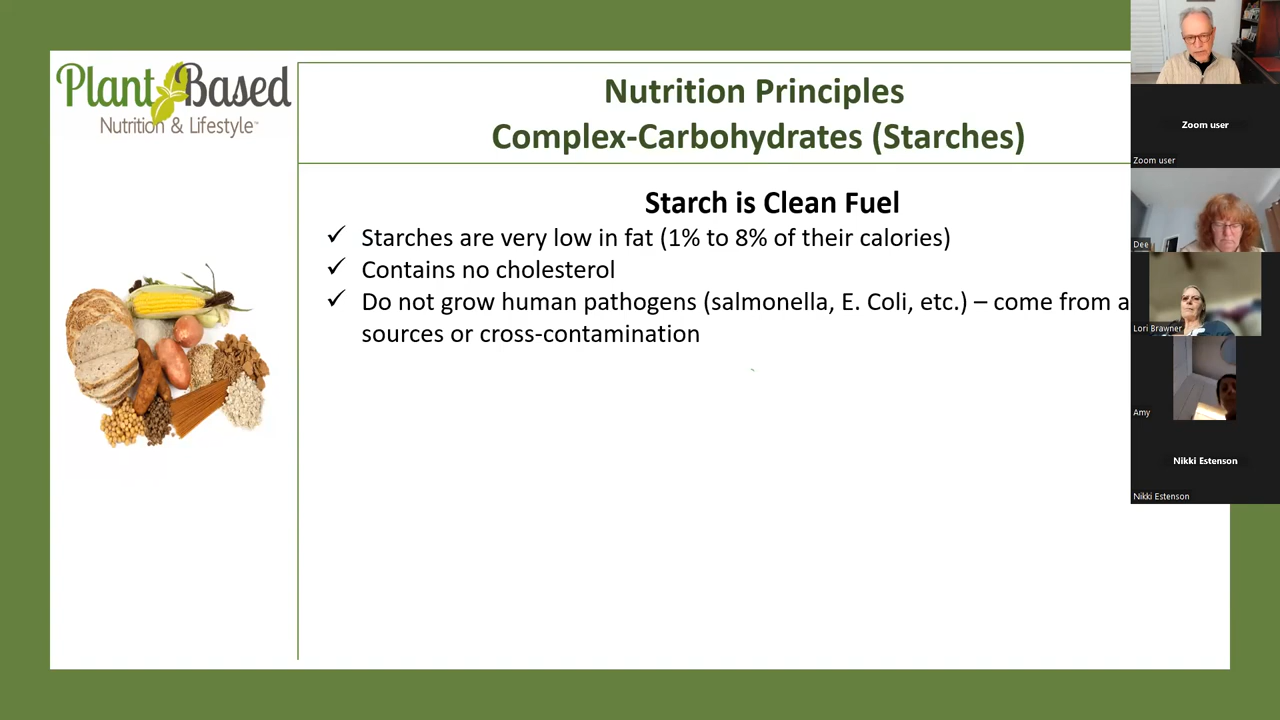 Plant Based
Nutrition & Lifestyle™
Nutrition Principles
Complex-Carbohydrates (Starches)
Starch is Clean Fuel
✓ Starches are very low in fat (1% to 8% of their calories)
✓ Contains no cholesterol
✓ Do not grow human pathogens (salmonella, E. Coli, etc.) – come from a
sources or cross-contamination
Zoom user
Zoom user
Dee
Lori Brawner
Amy
Nikki Estenson
Nikki Estenson